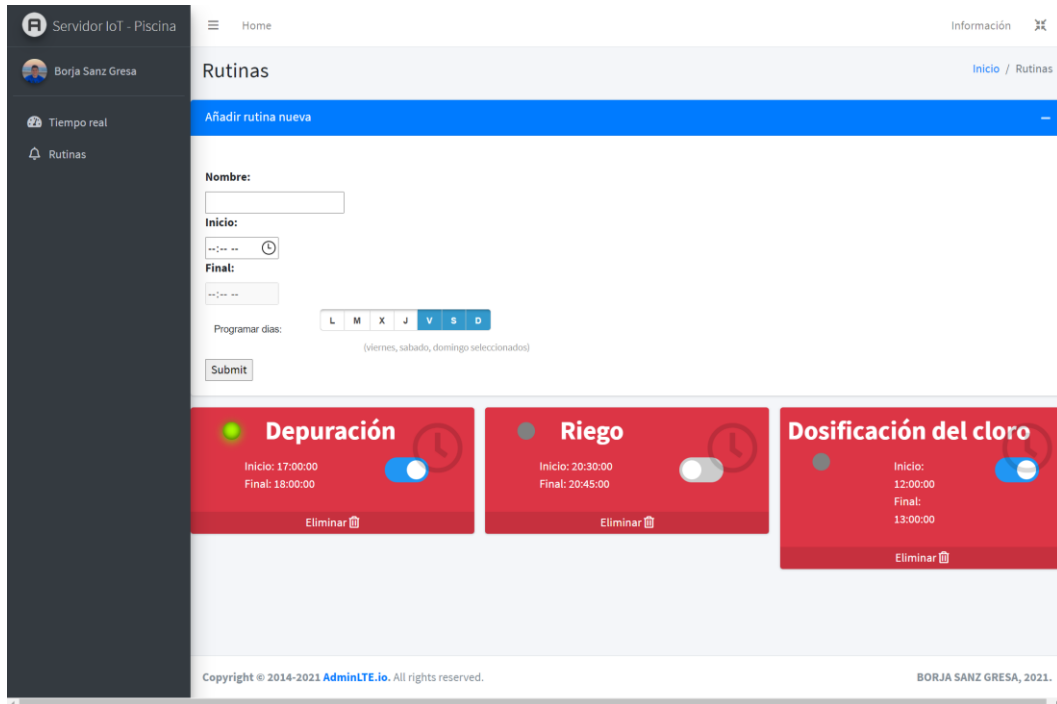 Servidor IoT - Piscina
Home
Información
Borja Sanz Gresa
Rutinas
Inicio / Rutinas
Tiempo real
Rutinas
Añadir rutina nueva
Nombre:
Inicio:
--:-- --
Final:
--:-- --
Programar dias:
L M X J V S D
(viernes, sabado, domingo seleccionados)
Submit
Depuración
Inicio: 17:00:00
Final: 18:00:00
Eliminar
Riego
Inicio: 20:30:00
Final: 20:45:00
Eliminar
Dosificación del cloro
Inicio:
12:00:00
Final:
13:00:00
Eliminar
Copyright © 2014-2021 AdminLTE.io. All rights reserved.
BORJA SANZ GRESA, 2021.